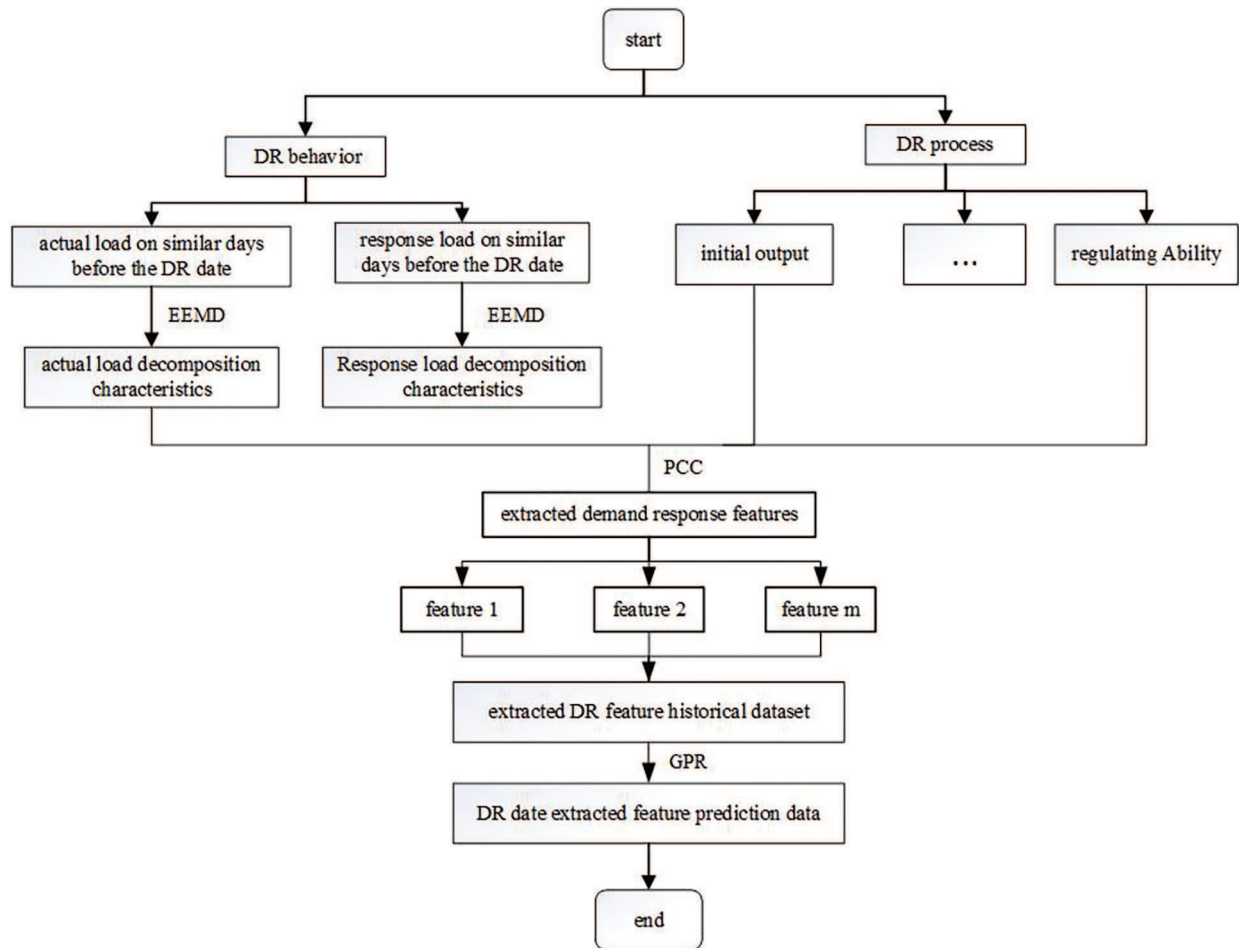 start
DR behavior
DR process
actual load on similar days
before the DR date
response load on similar
days before the DR date
initial output
...
regulating Ability
EEMD
EEMD
actual load decomposition
characteristics
Response load decomposition
characteristics
PCC
extracted demand response features
feature 1
feature 2
feature m
extracted DR feature historical dataset
GPR
DR date extracted feature prediction data
end